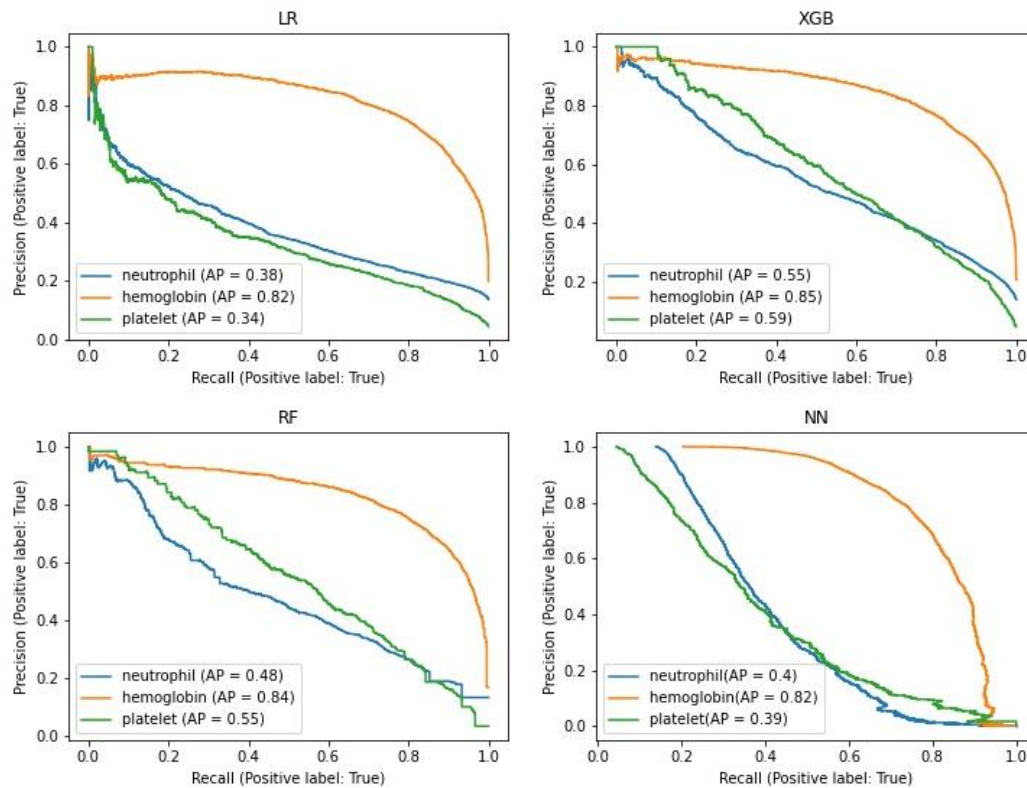 LR
1.0
0.8
0.6
0.4
0.2
0.0
Precision (Positive label: True)
neutrophil (AP = 0.38)
hemoglobin (AP = 0.82)
platelet (AP = 0.34)
0.0 0.2 0.4 0.6 0.8 1.0
Recall (Positive label: True)
XGB
1.0
0.8
0.6
0.4
0.2
Precision (Positive label: True)
neutrophil (AP = 0.55)
hemoglobin (AP = 0.85)
platelet (AP = 0.59)
0.0 0.2 0.4 0.6 0.8 1.0
Recall (Positive label: True)
RF
1.0
0.8
0.6
0.4
0.2
0.0
Precision (Positive label: True)
neutrophil (AP = 0.48)
hemoglobin (AP = 0.84)
platelet (AP = 0.55)
0.0 0.2 0.4 0.6 0.8 1.0
Recall (Positive label: True)
NN
1.0
0.8
0.6
0.4
0.2
0.0
Precision (Positive label: True)
neutrophil(AP = 0.4)
hemoglobin(AP = 0.82)
platelet(AP = 0.39)
0.0 0.2 0.4 0.6 0.8 1.0
Recall (Positive label: True)